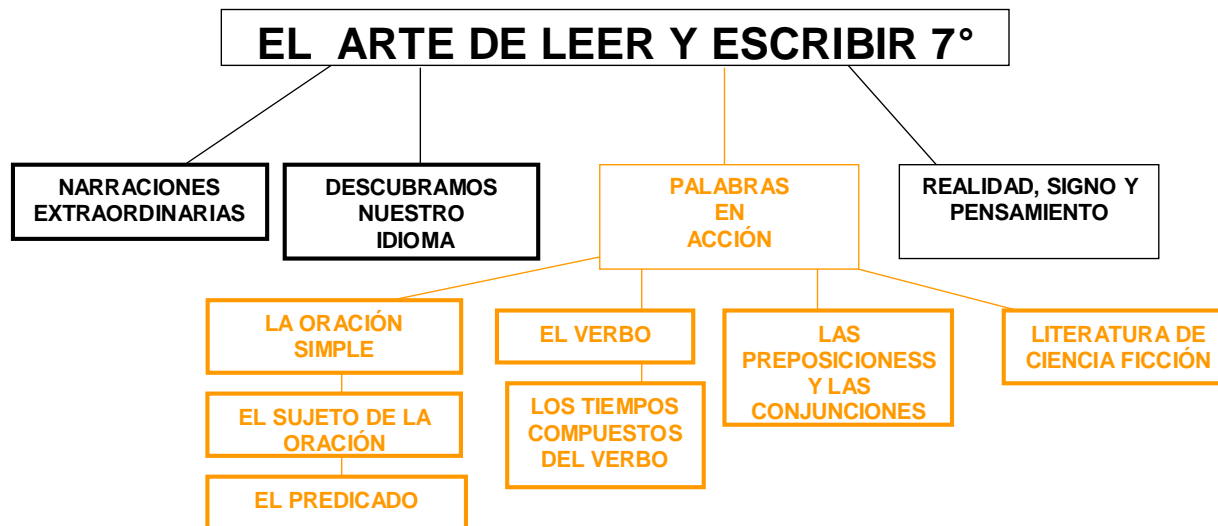 EL ARTE DE LEER Y ESCRIBIR 7°
NARRACIONES
EXTRAORDINARIAS
DESCUBRAMOS
NUESTRO
IDIOMA
PALABRAS
EN
ACCIÓN
REALIDAD, SIGNO Y
PENSAMIENTO
LA ORACIÓN
SIMPLE
EL SUJETO DE LA
ORACIÓN
EL PREDICADO
EL VERBO
LOS TIEMPOS
COMPUESTOS
DEL VERBO
LAS
PREPOSICIONESS
Y LAS
CONJUNCIONES
LITERATURA DE
CIENCIA FICCIÓN